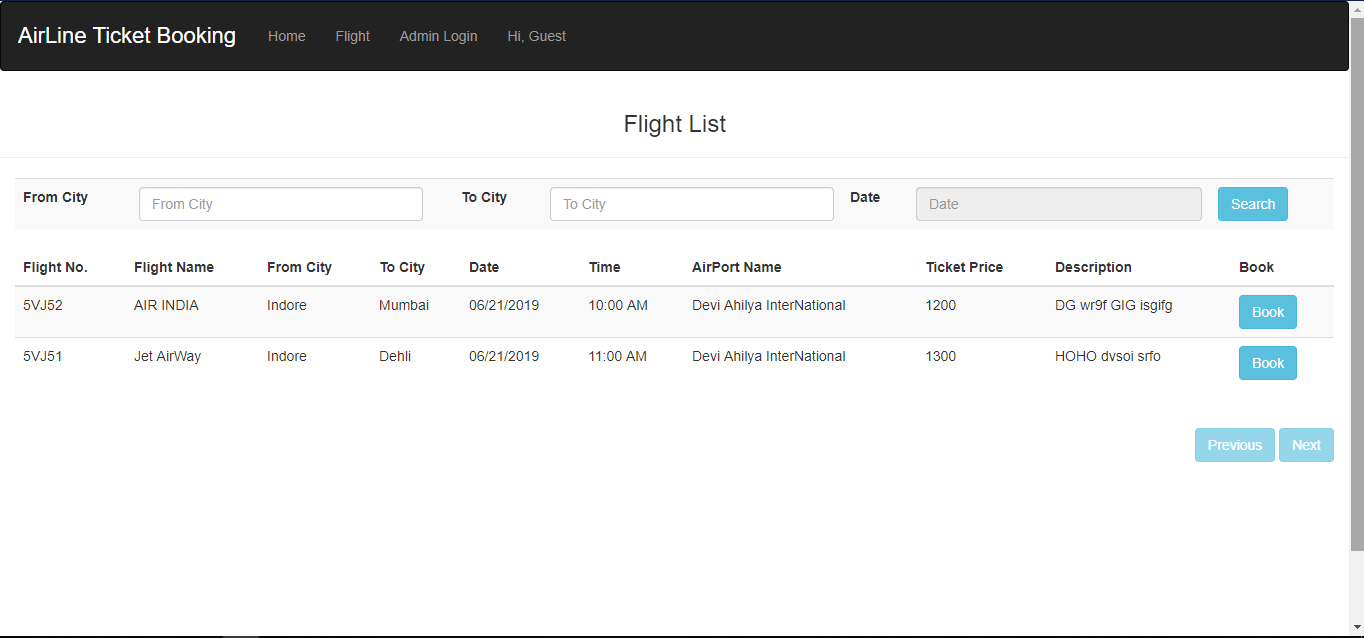 AirLine Ticket Booking Home Flight Admin Login Hi, Guest
Flight List
From City From City To City To City Date Date Search
Flight No. Flight Name From City To City Date Time AirPort Name Ticket Price Description Book
5VJ52 AIR INDIA Indore Mumbai 06/21/2019 10:00 AM Devi Ahilya InterNational 1200 DG wr9f GIG isgifg Book
5VJ51 Jet AirWay Indore Dehli 06/21/2019 11:00 AM Devi Ahilya InterNational 1300 HOHO dvsoi srfo Book
Previous Next